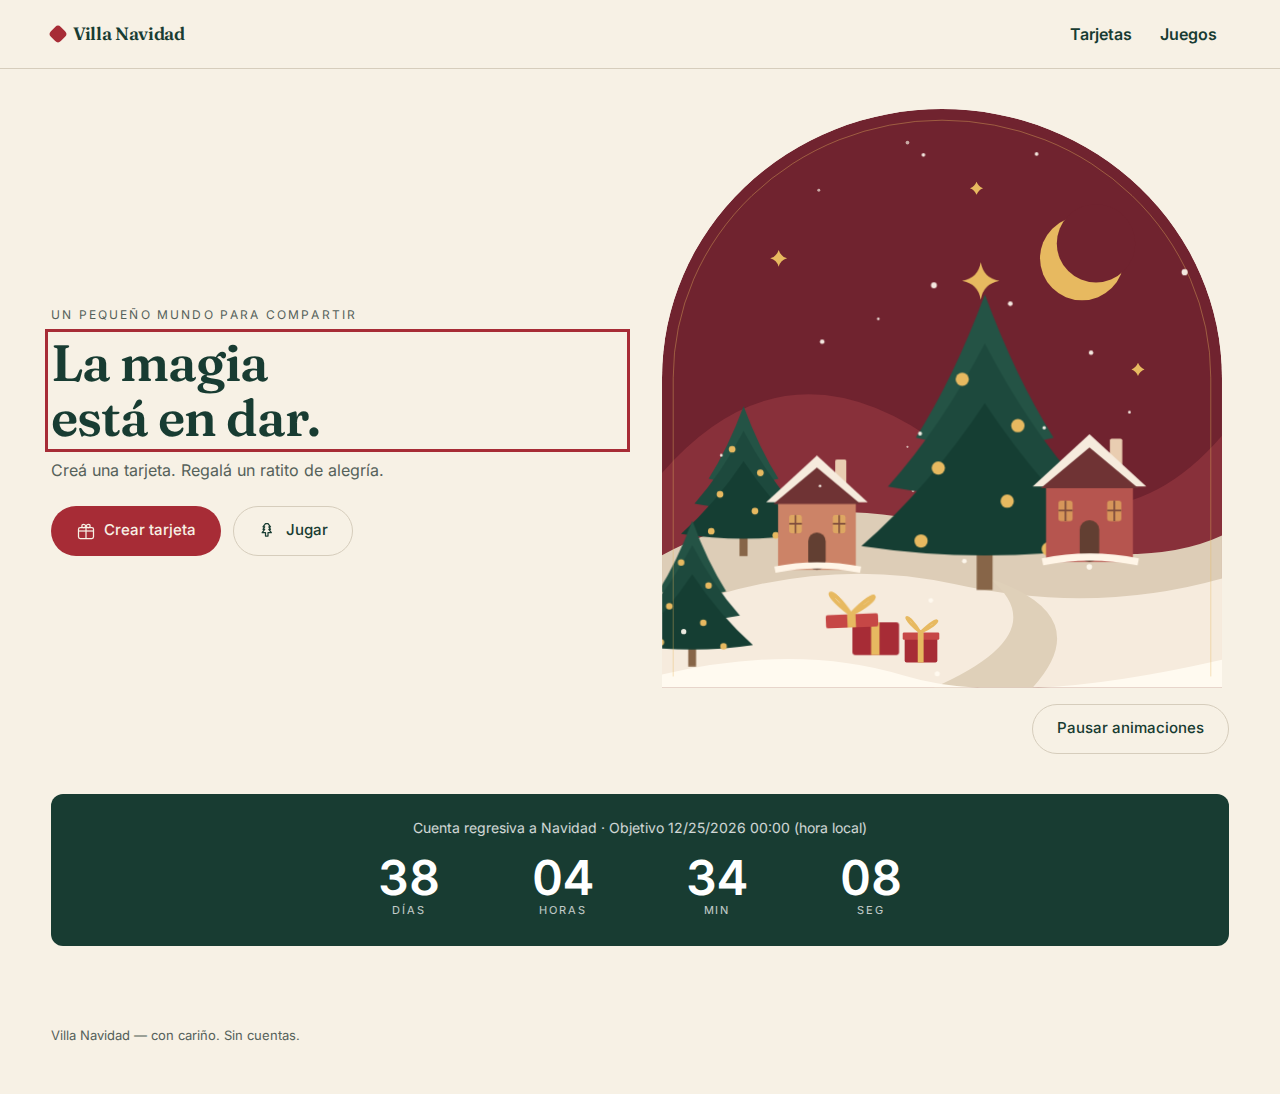 Villa Navidad
Tarjetas
Juegos
UN PEQUEÑO MUNDO PARA COMPARTIR
La magia
está en dar.
Creá una tarjeta. Regalá un ratito de alegría.
Crear tarjeta
Jugar
Pausar animaciones
Cuenta regresiva a Navidad · Objetivo 12/25/2026 00:00 (hora local)
38 04 34 08
DÍAS HORAS MIN SEG
Villa Navidad — con cariño. Sin cuentas.